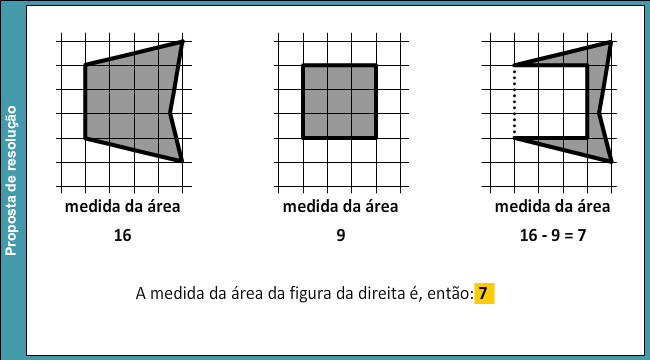 Proposta de resolução
medida da área
16
medida da área
9
medida da área
16 - 9 = 7
A medida da área da figura da direita é, então: 7